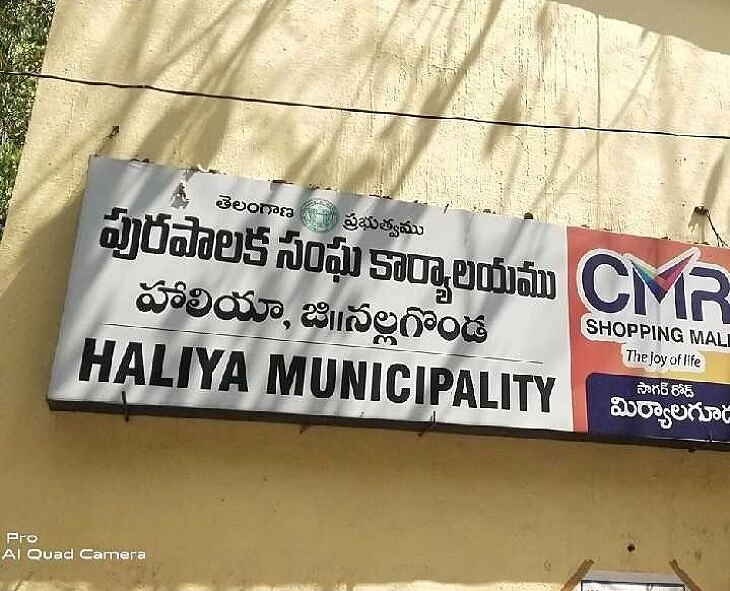 తెలంగాణ ప్రభుత్వము
పురపాలక సంఘ కార్యాలయము
హాలియా, జి॥నల్లగొండ
HALIYA MUNICIPALITY
CMR
SHOPPING MALL
The Joy of life
సాగర్ రోడ్
మిర్యాలగూడ
Pro
AI Quad Camera